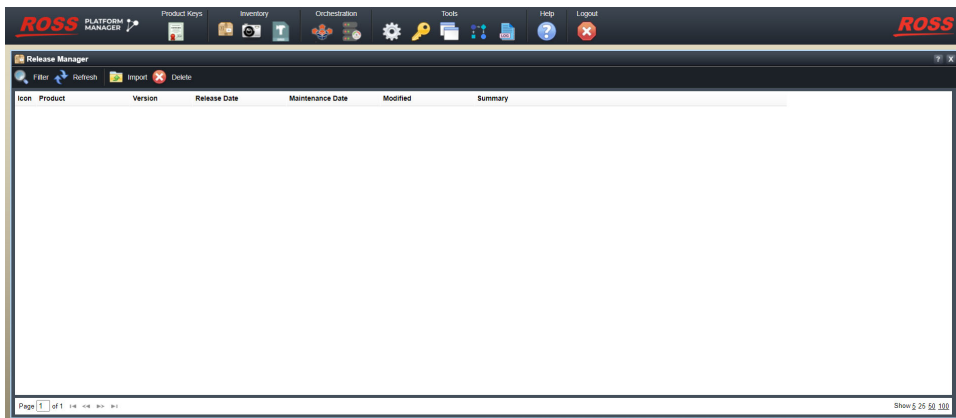 Product Keys Inventory Orchestration Tools Help Logout
ROSS PLATFORM MANAGER ROSS
Release Manager ? X
Filter Refresh Import Delete
Icon Product Version Release Date Maintenance Date Modified Summary
Page 1 of 1 Show 5 25 50 100